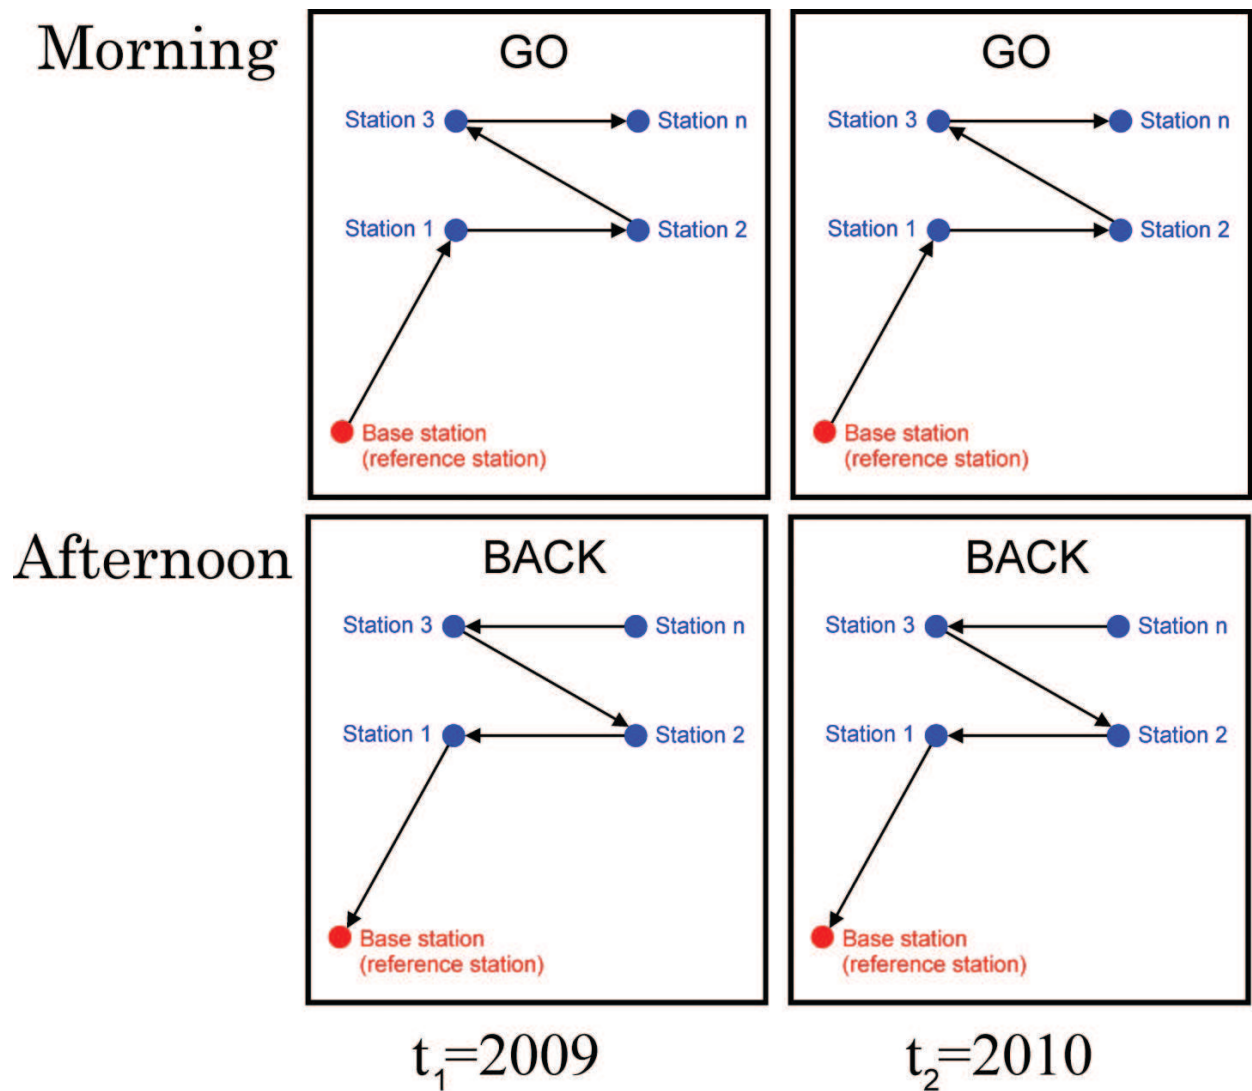 Morning
GO
Station 3
Station n
Station 1
Station 2
Base station
(reference station)
GO
Station 3
Station n
Station 1
Station 2
Base station
(reference station)
Afternoon
BACK
Station 3
Station n
Station 1
Station 2
Base station
(reference station)
BACK
Station 3
Station n
Station 1
Station 2
Base station
(reference station)
t₁=2009
t₂=2010